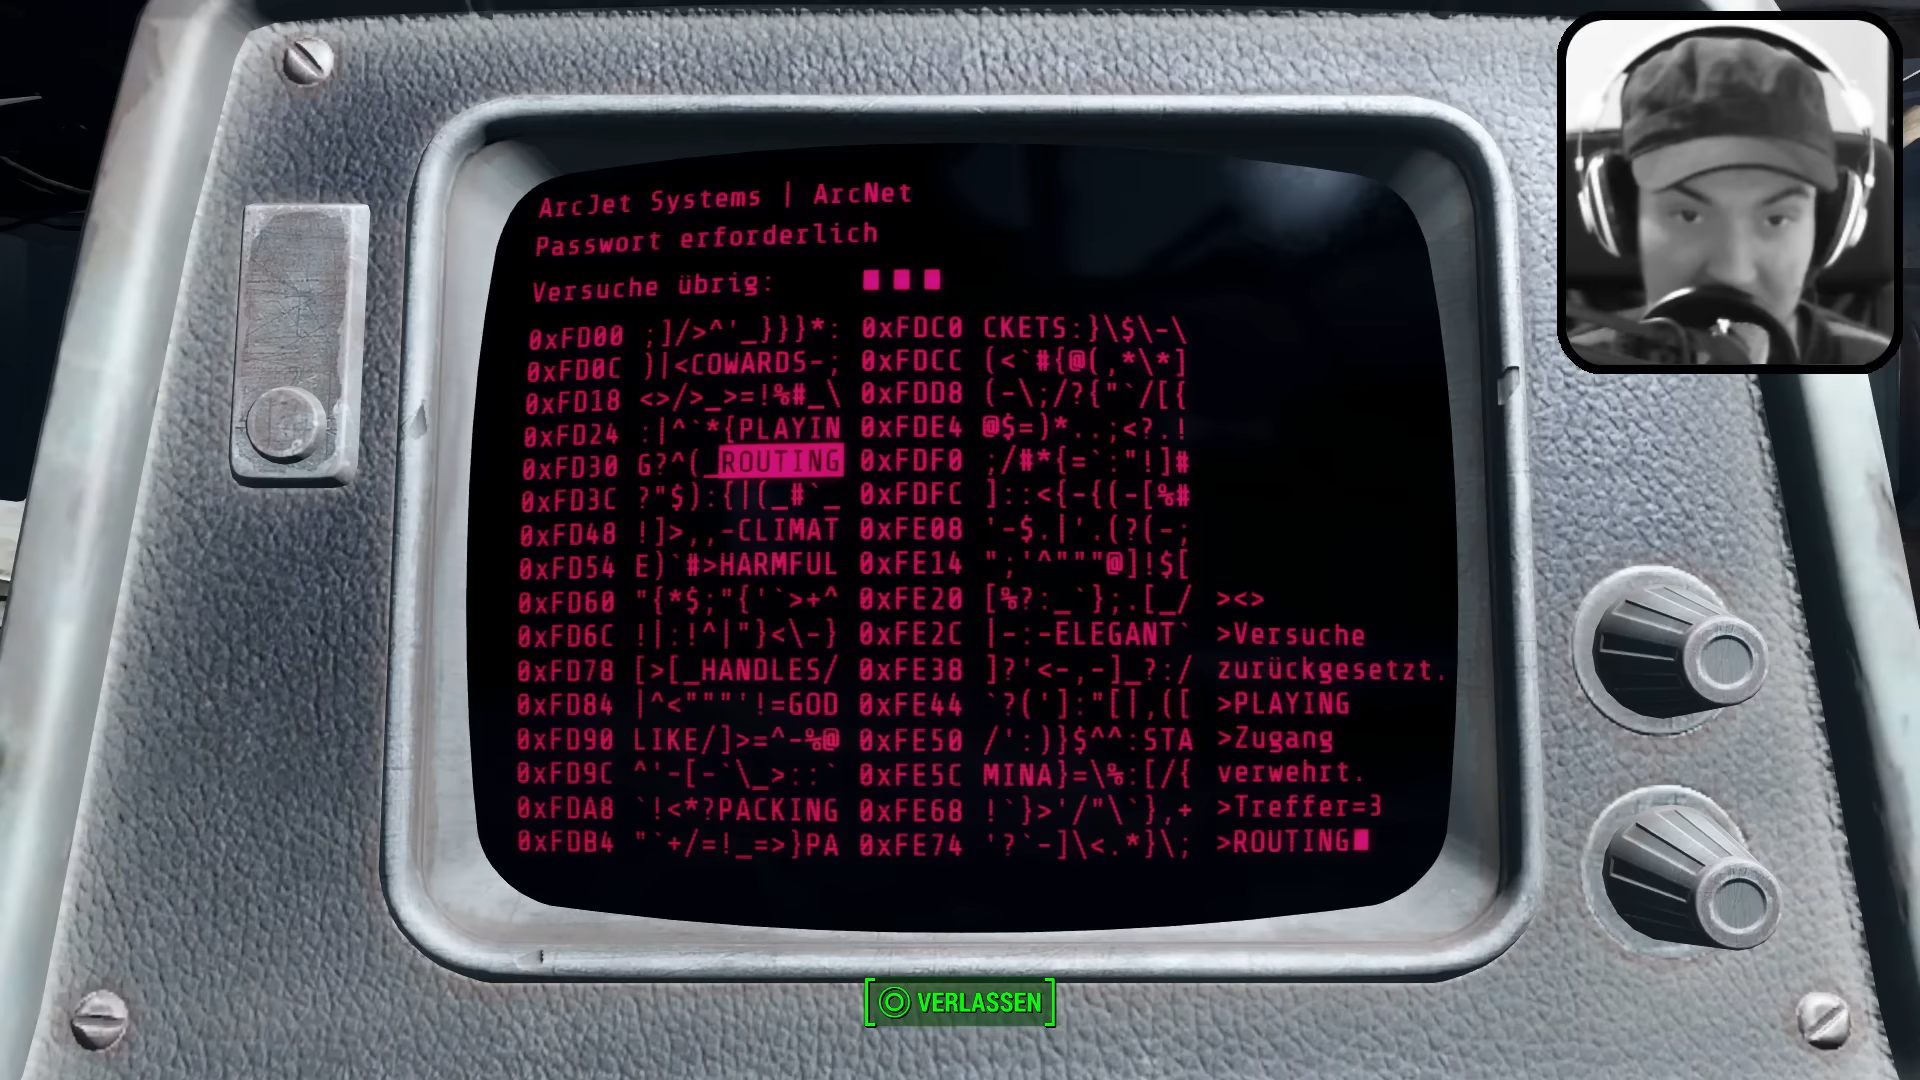 ArcJet Systems | ArcNet
Passwort erforderlich
Versuche übrig: ■ ■ ■
0xFD00 ;]/>^'_}}}*:
0xFD0C )|<COWARDS-;
0xFD18 <>/>_>=!%#_\
0xFD24 :|^`*{PLAYIN
0xFD30 G?^(_ROUTING
0xFD3C ?"$):{|(_#`_
0xFD48 !]>,,-CLIMAT
0xFD54 E)`#>HARMFUL
0xFD60 "{*$;"{'`>+^
0xFD6C !|:!^|"}<\-}
0xFD78 [>[_HANDLES/
0xFD84 |^<"""'!=GOD
0xFD90 LIKE/]>=^-%@
0xFD9C ^'-[-`\_>::`
0xFDA8 `!<*?PACKING
0xFDB4 "`+/=!_=>}PA
0xFDC0 CKETS:}\$\-\
0xFDCC (<`#{@(,*\*]
0xFDD8 (-\;/?{"`/[{
0xFDE4 @$=)*..;<?.!
0xFDF0 ;/#*{=`:"!]#
0xFDFC ]::<{-{(-[%#
0xFE08 '-$.|'.(?(-;
0xFE14 ";'^"""@]!$[
0xFE20 [%?:_`};.[_/
0xFE2C |-:-ELEGANT`
0xFE38 ]?'<-,-]_?:/
0xFE44 `?(']:"[|,([
0xFE50 /':)}$^^:STA
0xFE5C MINA}=\%:[/{
0xFE68 !`}>'/"\`},+
0xFE74 '?`-]\<.*}\;
><>
>Versuche
zurückgesetzt.
>PLAYING
>Zugang
verwehrt.
>Treffer=3
>ROUTING■
VERLASSEN